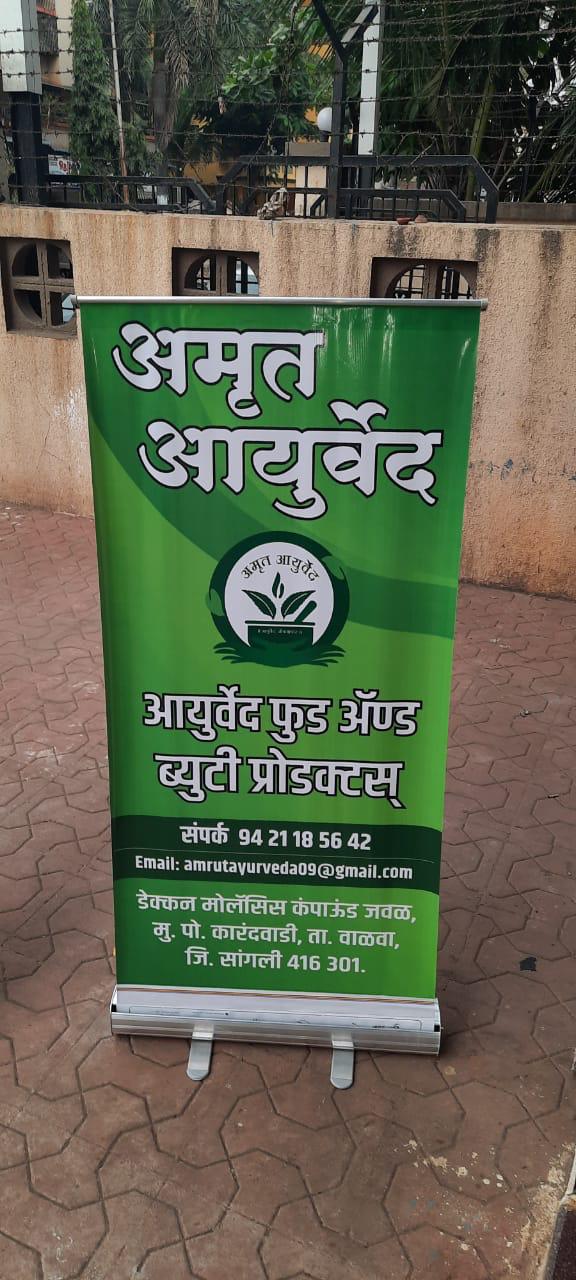 अमृत
आयुर्वेद
अमृत आयुर्वेद
आयुर्वेद फुड ॲण्ड
ब्युटी प्रोडक्टस्
संपर्क 94 21 18 56 42
Email: amrutayurveda09@gmail.com
डेक्कन मोलॅसिस कंपाऊंड जवळ,
मु. पो. कारंदवाडी, ता. वाळवा,
जि. सांगली 416 301.